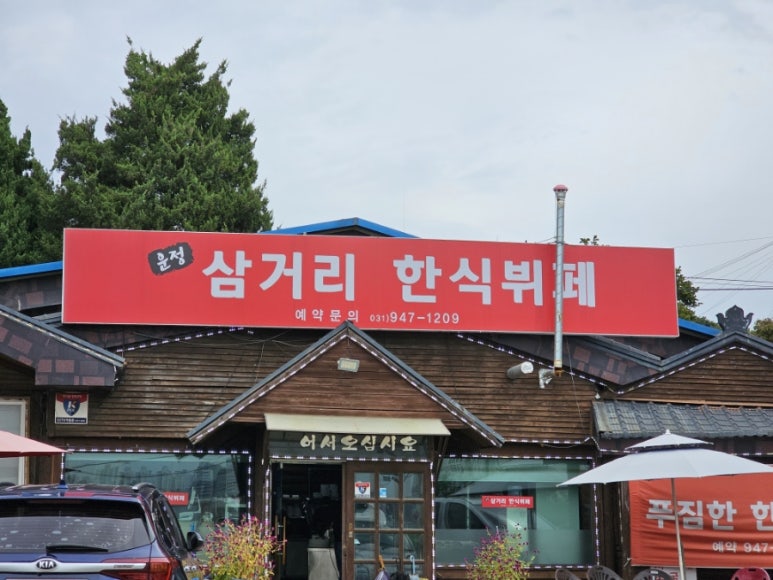 운정
삼거리 한식뷔페
예약문의 031)947-1209
어서오십시요
삼거리 한식뷔페
푸짐한 한
예약 947
KIA